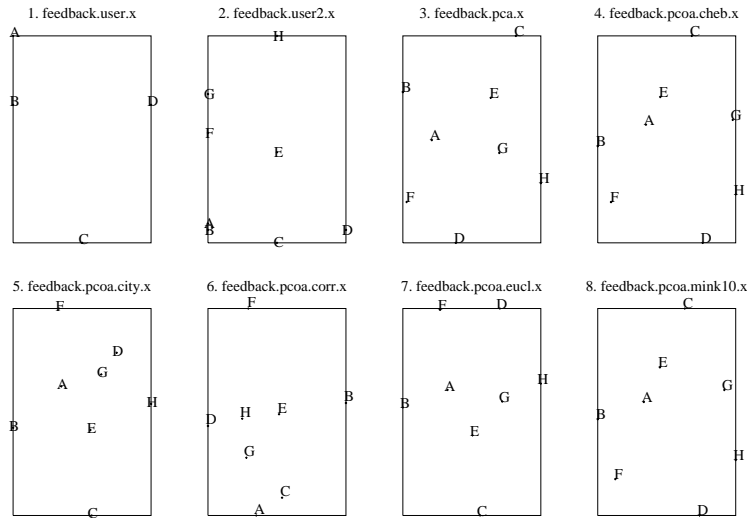 1. feedback.user.x
A
B
D
C
2. feedback.user2.x
H
G
F
E
A
B
D
C
3. feedback.pca.x
C
B
E
A
G
H
F
D
4. feedback.pcoa.cheb.x
C
E
G
A
B
H
F
D
5. feedback.pcoa.city.x
F
D
G
A
H
B
E
C
6. feedback.pcoa.corr.x
F
B
E
H
D
G
C
A
7. feedback.pcoa.eucl.x
F
D
H
A
G
B
E
C
8. feedback.pcoa.mink10.x
C
E
G
A
B
H
F
D